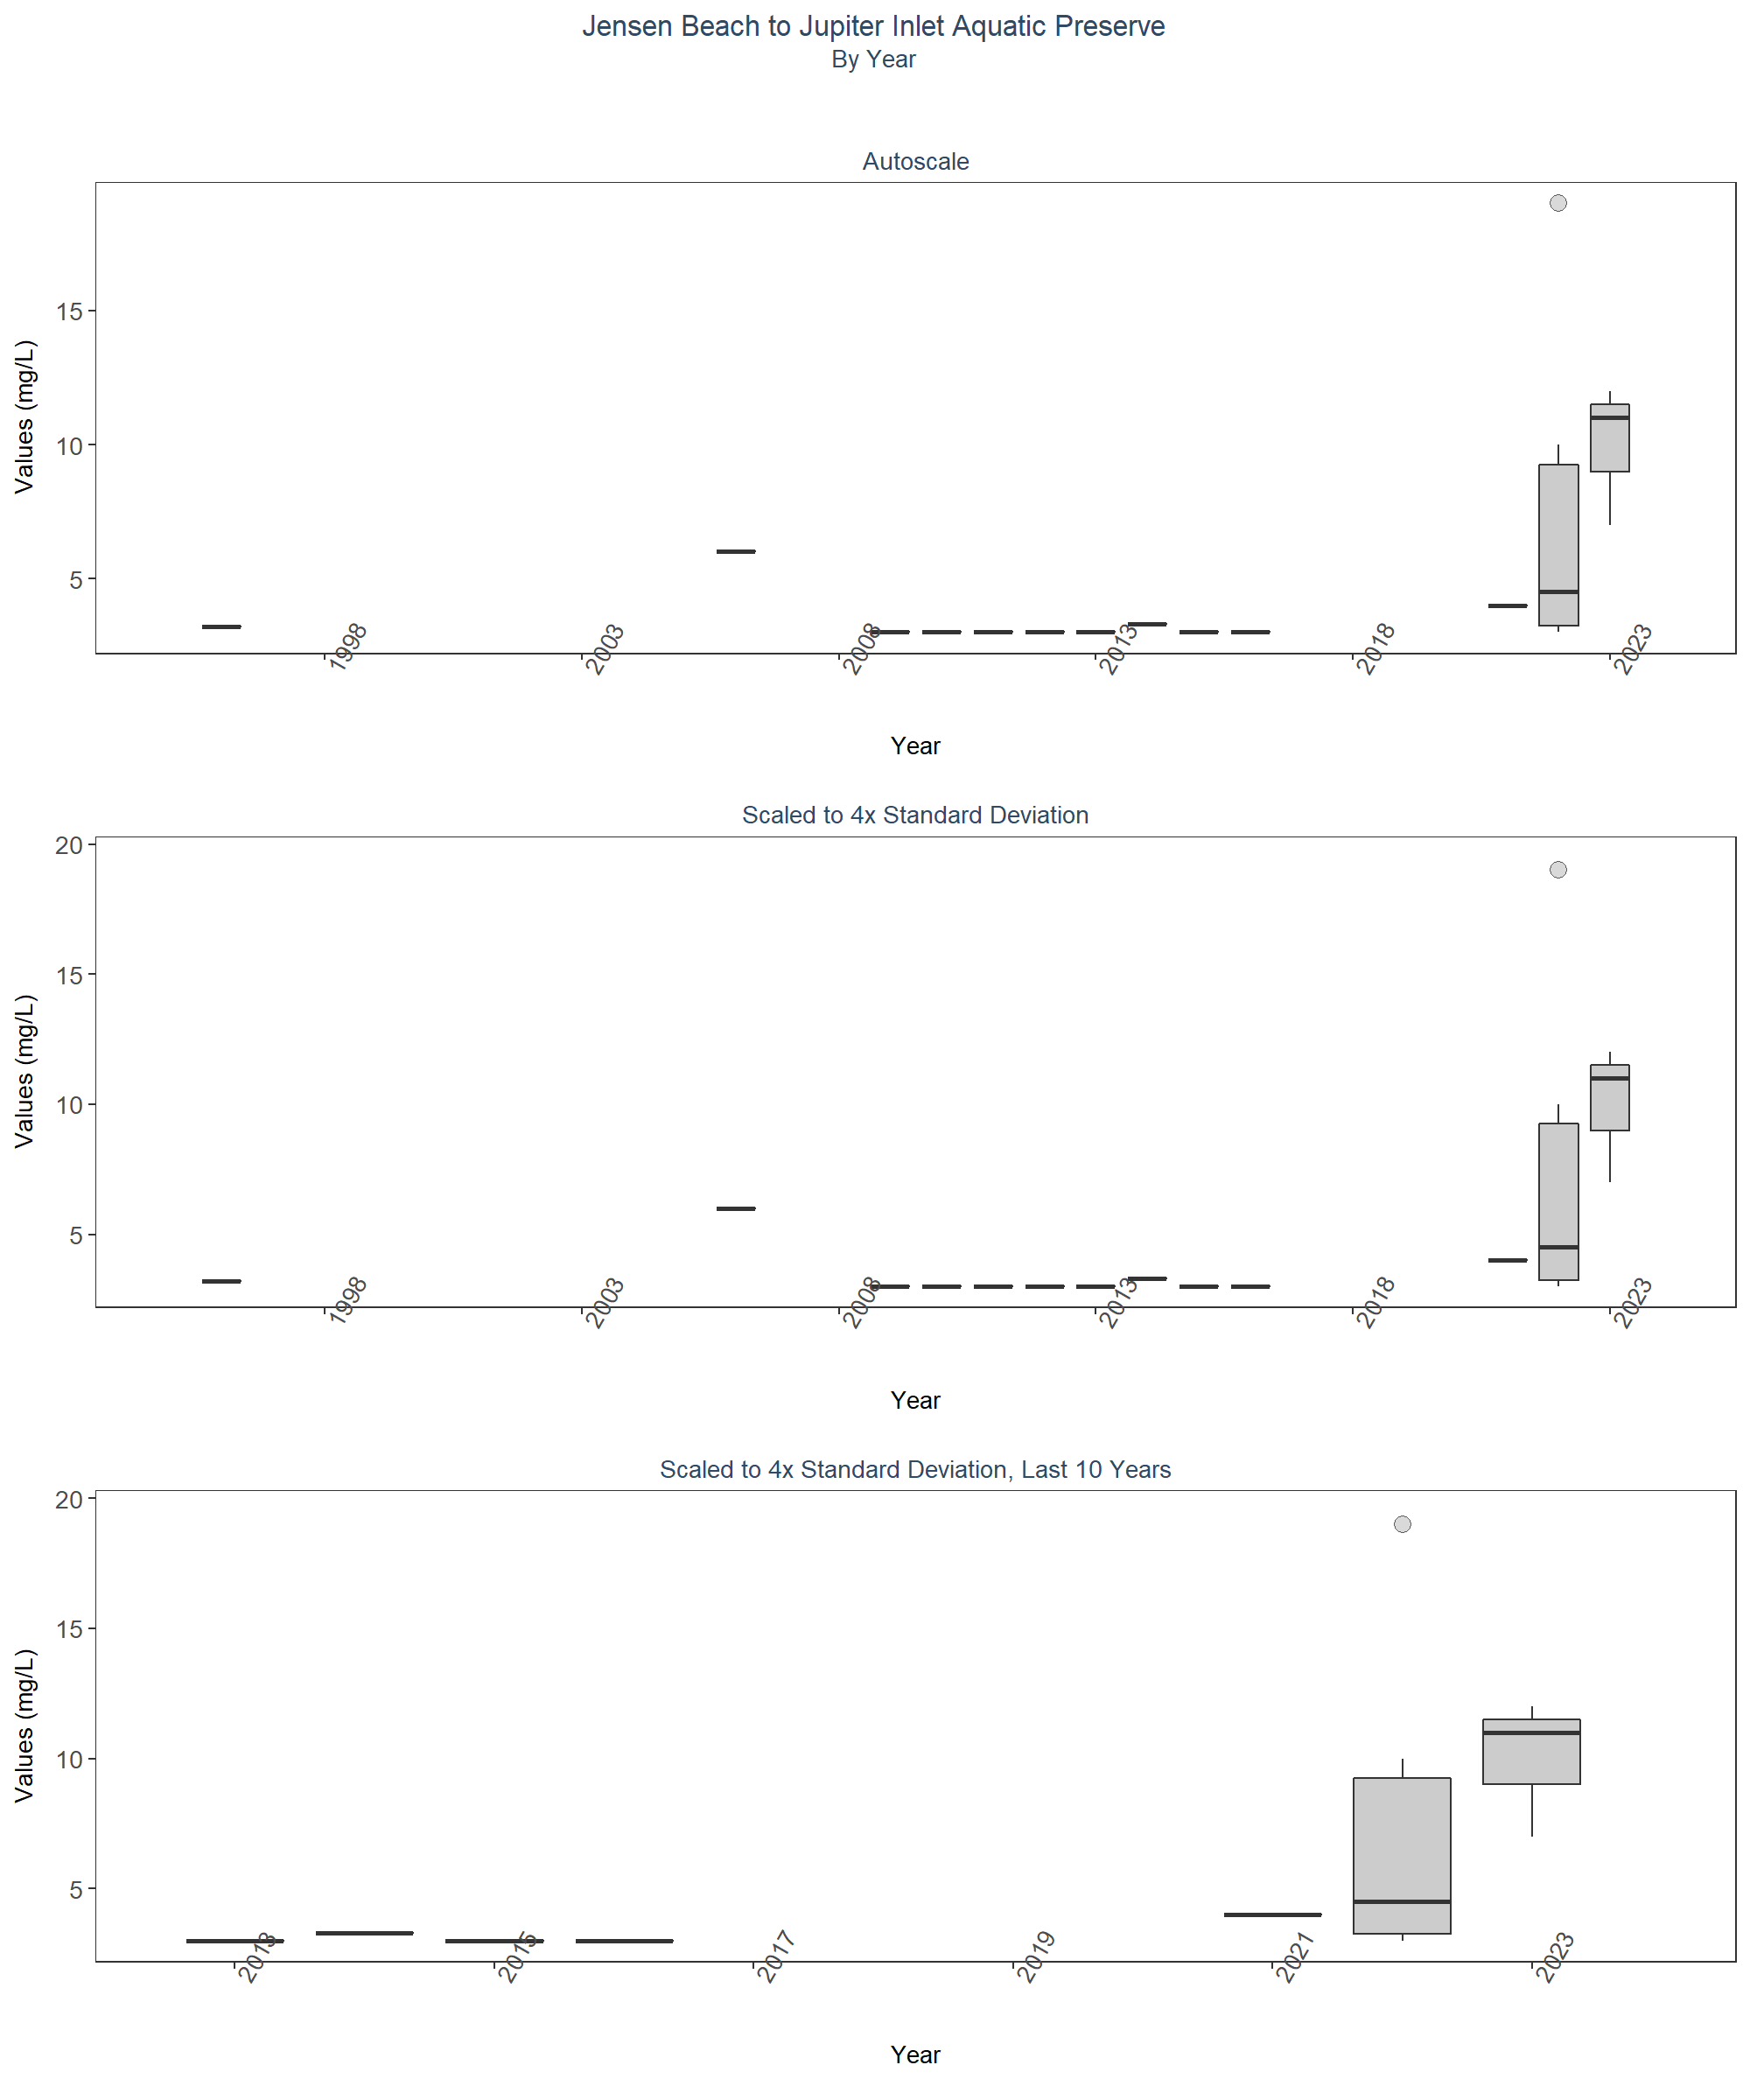 Jensen Beach to Jupiter Inlet Aquatic Preserve
By Year
Autoscale
Values (mg/L)
15
10
5
1998 2003 2008 2013 2018 2023
Year
Scaled to 4x Standard Deviation
Values (mg/L)
20
15
10
5
1998 2003 2008 2013 2018 2023
Year
Scaled to 4x Standard Deviation, Last 10 Years
Values (mg/L)
20
15
10
5
2013 2015 2017 2019 2021 2023
Year